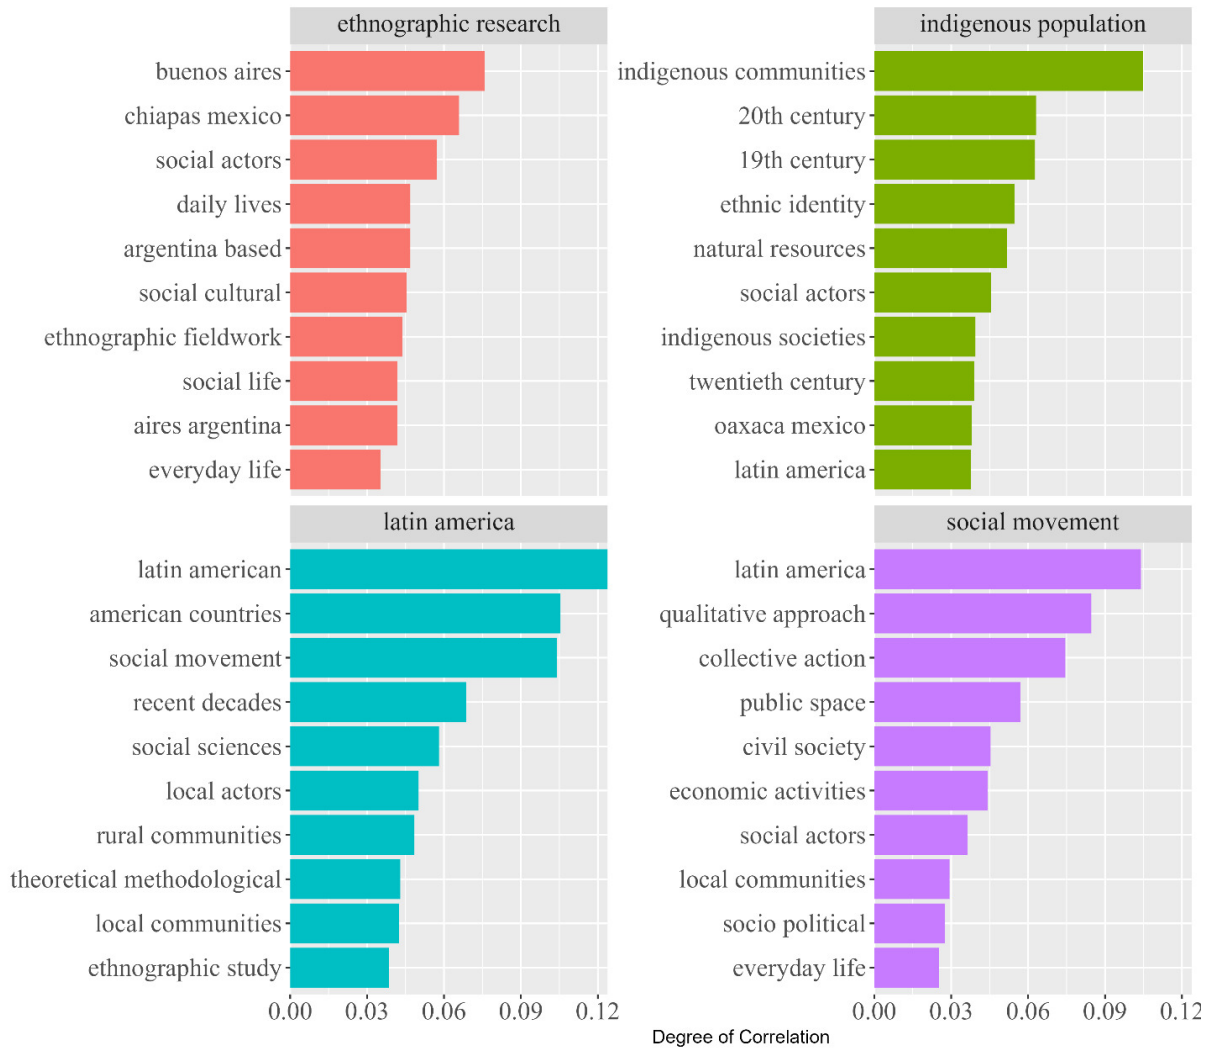 ethnographic research
buenos aires
chiapas mexico
social actors
daily lives
argentina based
social cultural
ethnographic fieldwork
social life
aires argentina
everyday life
indigenous population
indigenous communities
20th century
19th century
ethnic identity
natural resources
social actors
indigenous societies
twentieth century
oaxaca mexico
latin america
latin america
latin american
american countries
social movement
recent decades
social sciences
local actors
rural communities
theoretical methodological
local communities
ethnographic study
0.00 0.03 0.06 0.09 0.12
social movement
latin america
qualitative approach
collective action
public space
civil society
economic activities
social actors
local communities
socio political
everyday life
0.00 0.03 0.06 0.09 0.12
Degree of Correlation